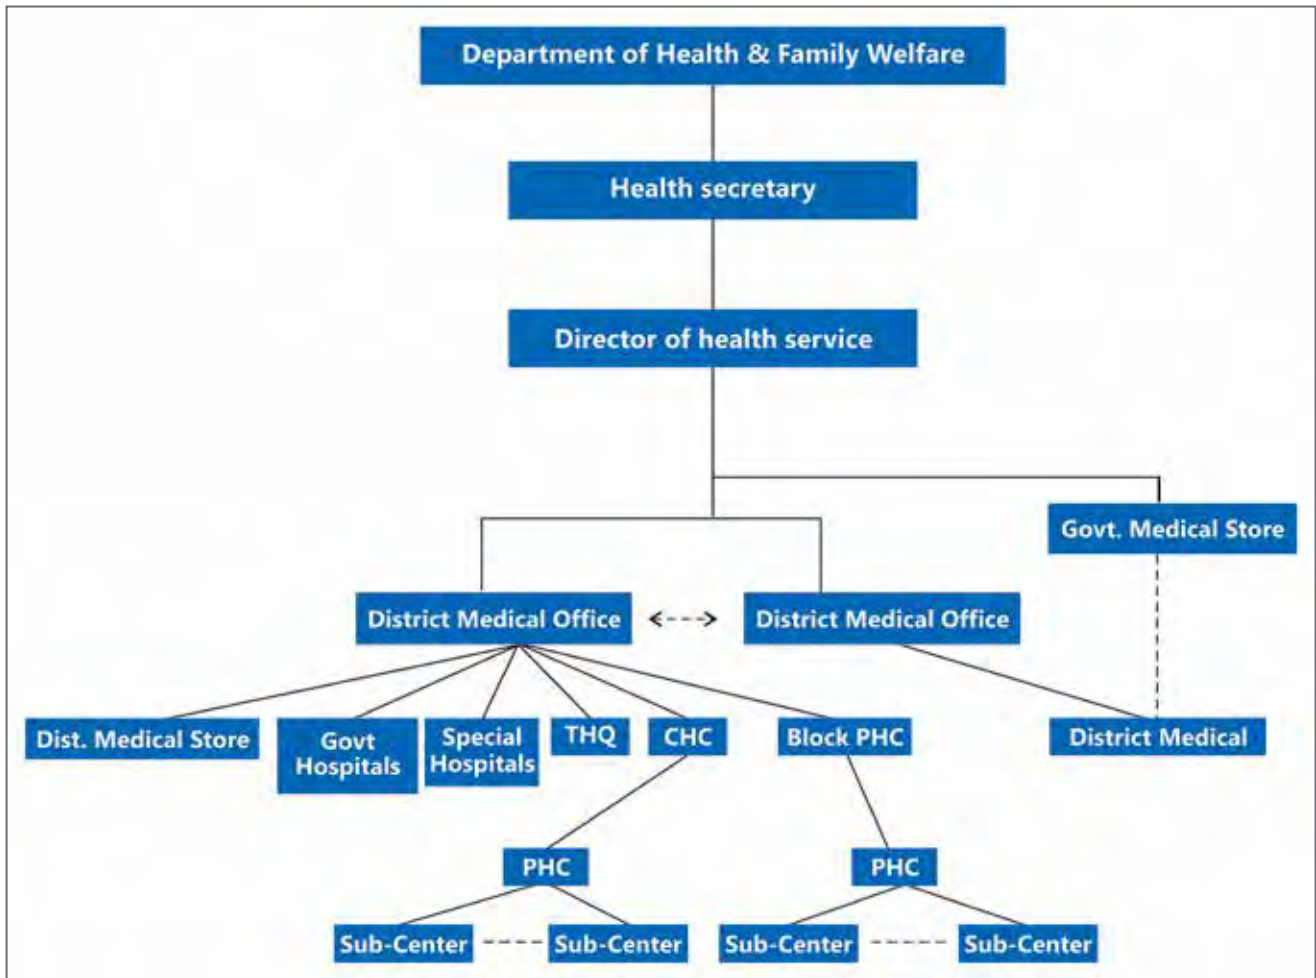 Department of Health & Family Welfare
Health secretary
Director of health service
Govt. Medical Store
District Medical Office
District Medical Office
Dist. Medical Store
Govt
Hospitals
Special
Hospitals
THQ
CHC
Block PHC
District Medical
PHC
PHC
Sub-Center
Sub-Center
Sub-Center
Sub-Center